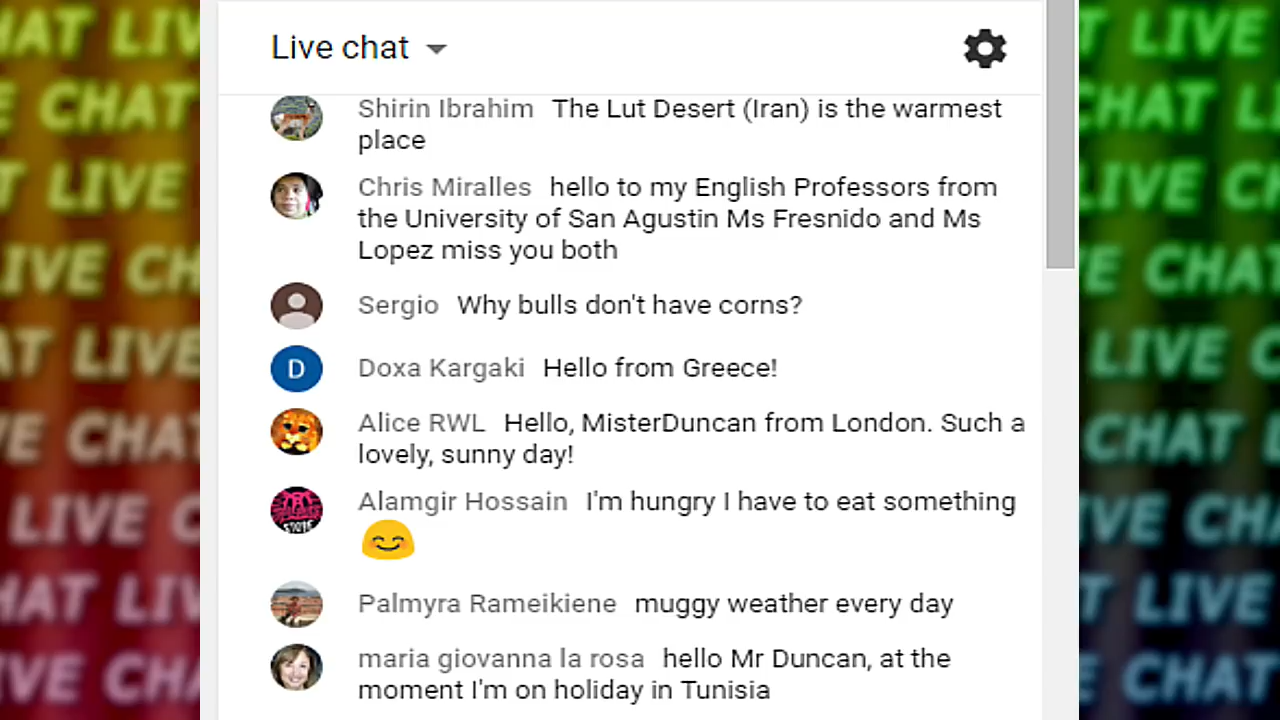 Live chat
Shirin Ibrahim The Lut Desert (Iran) is the warmest
place
Chris Miralles hello to my English Professors from
the University of San Agustin Ms Fresnido and Ms
Lopez miss you both
Sergio Why bulls don't have corns?
D Doxa Kargaki Hello from Greece!
Alice RWL Hello, MisterDuncan from London. Such a
lovely, sunny day!
Alamgir Hossain I'm hungry I have to eat something
😊
Palmyra Rameikiene muggy weather every day
maria giovanna la rosa hello Mr Duncan, at the
moment I'm on holiday in Tunisia